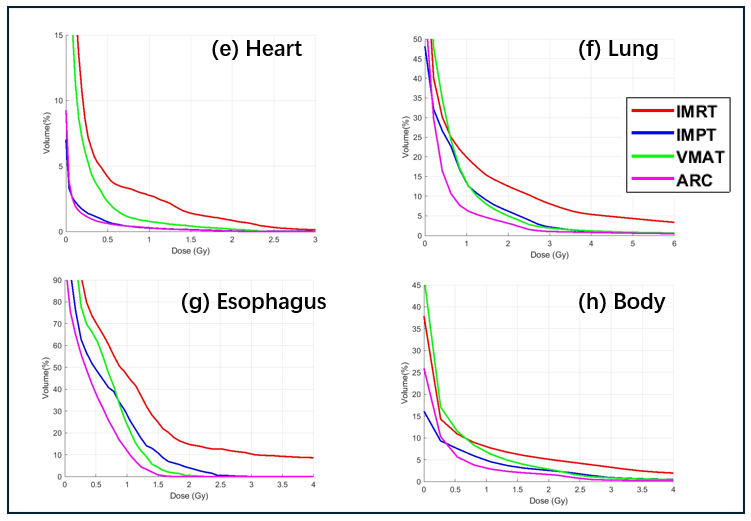 (e) Heart
15
10
5
0
Volume(%)
0 0.5 1 1.5 2 2.5 3
Dose (Gy)
(f) Lung
50
45
40
35
30
25
20
15
10
5
0
Volume(%)
0 1 2 3 4 5 6
Dose (Gy)
IMRT
IMPT
VMAT
ARC
(g) Esophagus
90
80
70
60
50
40
30
20
10
0
Volume(%)
0 0.5 1 1.5 2 2.5 3 3.5 4
Dose (Gy)
(h) Body
45
40
35
30
25
20
15
10
5
0
Volume(%)
0 0.5 1 1.5 2 2.5 3 3.5 4
Dose (Gy)